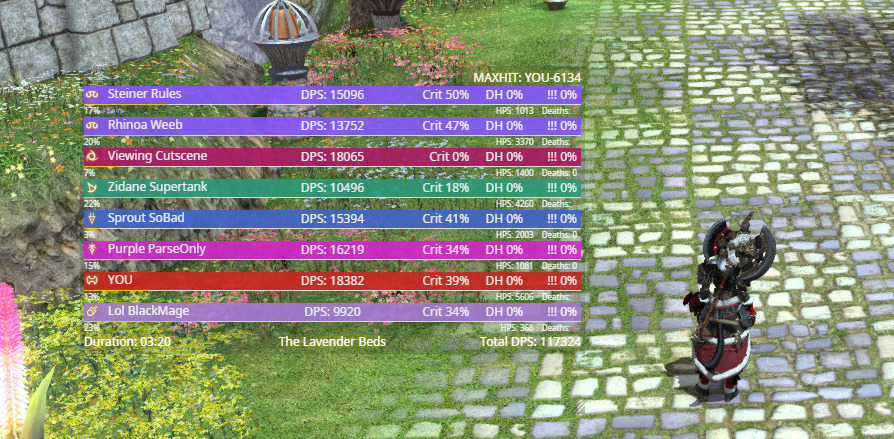 MAXHIT: YOU-6134
Steiner Rules DPS: 15096 Crit 50% DH 0% !!! 0%
17% HPS: 1013 Deaths:
Rhinoa Weeb DPS: 13752 Crit 47% DH 0% !!! 0%
20% HPS: 3370 Deaths:
Viewing Cutscene DPS: 18065 Crit 0% DH 0% !!! 0%
7% HPS: 1400 Deaths: 0
Zidane Supertank DPS: 10496 Crit 18% DH 0% !!! 0%
22% HPS: 4260 Deaths:
Sprout SoBad DPS: 15394 Crit 41% DH 0% !!! 0%
3% HPS: 2003 Deaths: 0
Purple ParseOnly DPS: 16219 Crit 34% DH 0% !!! 0%
15% HPS: 1081 Deaths: 0
YOU DPS: 18382 Crit 39% DH 0% !!! 0%
13% HPS: 5606 Deaths:
Lol BlackMage DPS: 9920 Crit 34% DH 0% !!! 0%
23% HPS: 368 Deaths:
Duration: 03:20 The Lavender Beds Total DPS: 117324